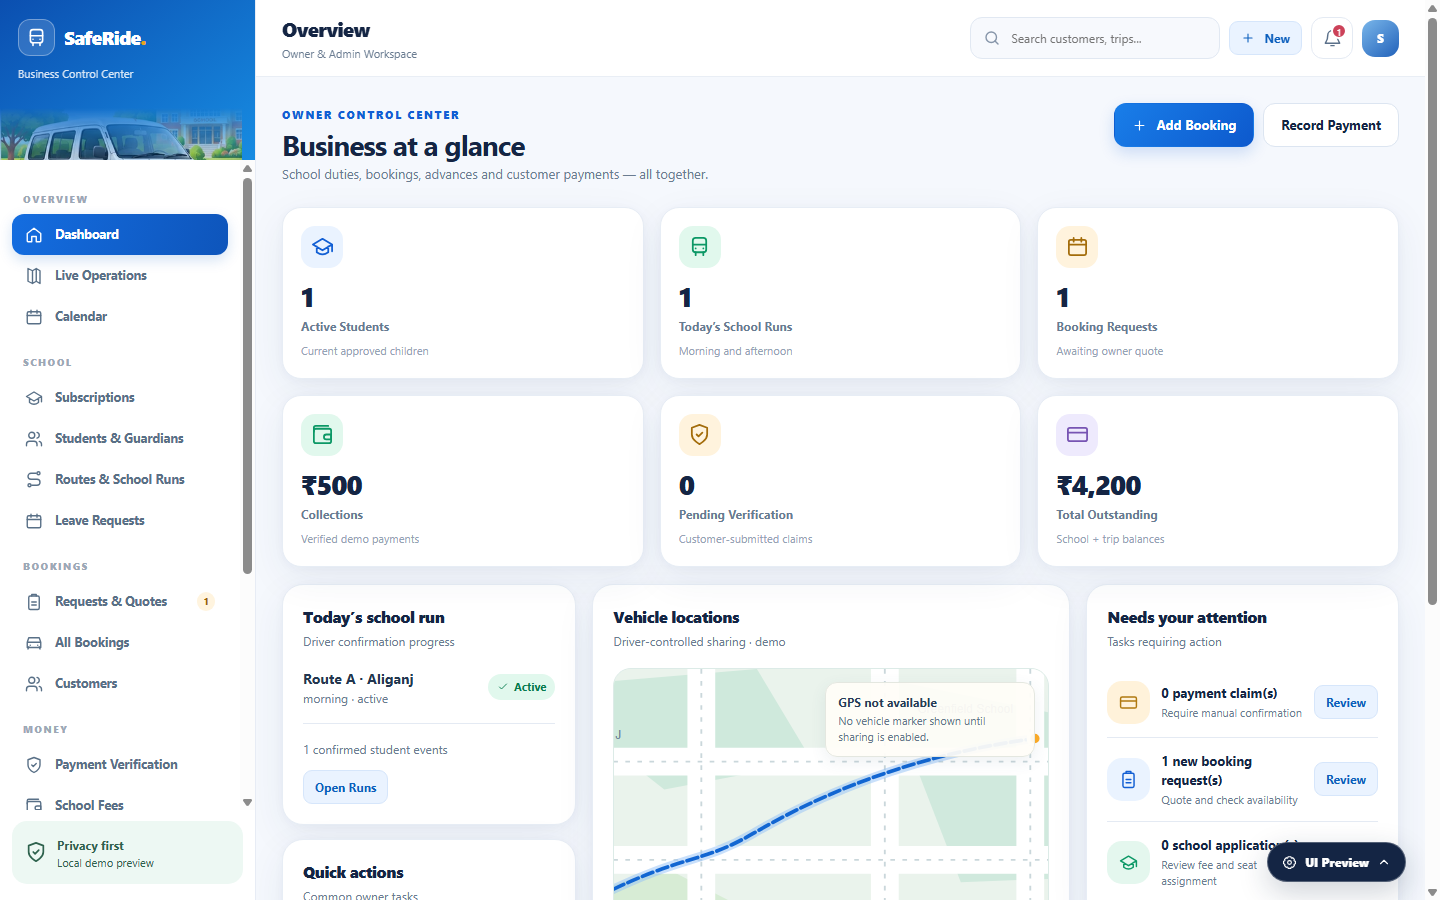 SafeRide.
Business Control Center
OVERVIEW
Dashboard
Live Operations
Calendar
SCHOOL
Subscriptions
Students & Guardians
Routes & School Runs
Leave Requests
BOOKINGS
Requests & Quotes 1
All Bookings
Customers
MONEY
Payment Verification
School Fees
Privacy first
Local demo preview
Overview
Owner & Admin Workspace
Search customers, trips...
New
1
S
OWNER CONTROL CENTER
Business at a glance
School duties, bookings, advances and customer payments — all together.
Add Booking
Record Payment
1
Active Students
Current approved children
1
Today's School Runs
Morning and afternoon
1
Booking Requests
Awaiting owner quote
₹500
Collections
Verified demo payments
0
Pending Verification
Customer-submitted claims
₹4,200
Total Outstanding
School + trip balances
Today's school run
Driver confirmation progress
Route A · Aliganj
morning · active
Active
1 confirmed student events
Open Runs
Quick actions
Common owner tasks
Vehicle locations
Driver-controlled sharing · demo
GPS not available
No vehicle marker shown until
sharing is enabled.
J
Needs your attention
Tasks requiring action
0 payment claim(s)
Require manual confirmation
Review
1 new booking
request(s)
Quote and check availability
Review
0 school application(s)
Review fee and seat
assignment
UI Preview